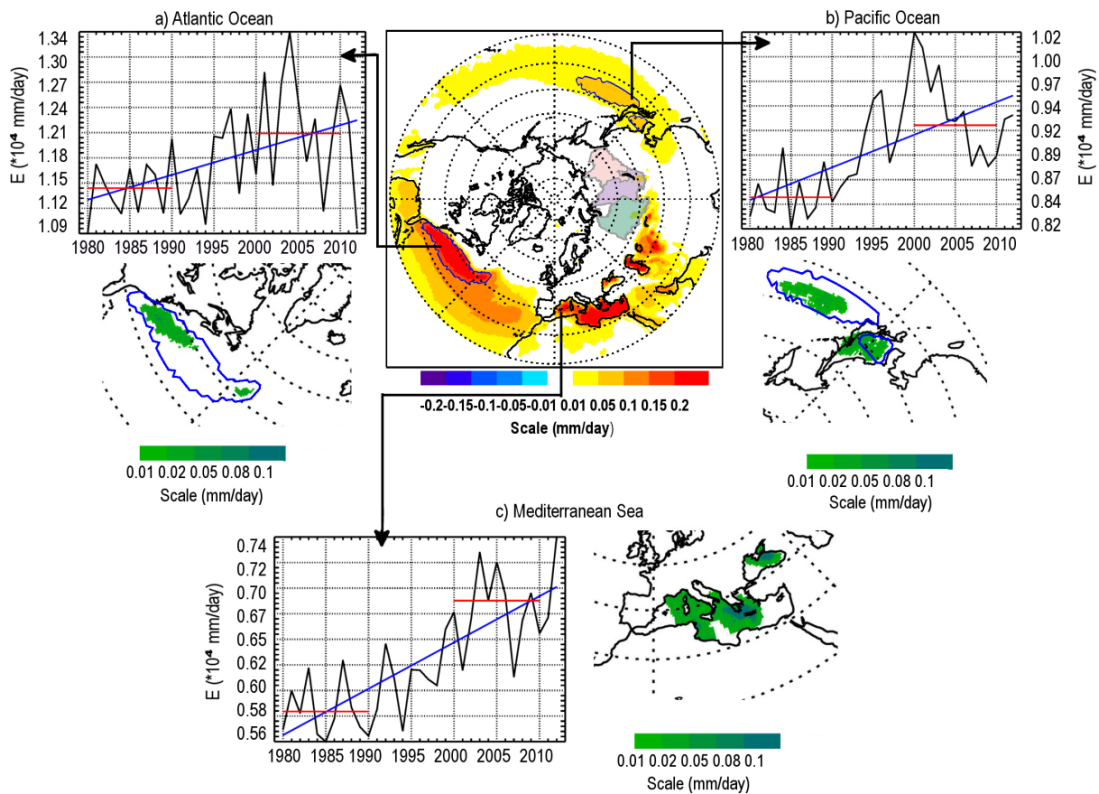 a) Atlantic Ocean
1.34
1.30
1.27
1.24
1.21
1.18
1.15
1.12
1.09
E (*10⁴ mm/day)
1980 1985 1990 1995 2000 2005 2010
0.01 0.02 0.05 0.08 0.1
Scale (mm/day)
-0.2-0.15-0.1-0.05-0.01 0.01 0.05 0.1 0.15 0.2
Scale (mm/day)
b) Pacific Ocean
1.02
1.00
0.97
0.94
0.92
0.89
0.87
0.84
0.82
E (*10⁴ mm/day)
1980 1985 1990 1995 2000 2005 2010
0.01 0.02 0.05 0.08 0.1
Scale (mm/day)
c) Mediterranean Sea
0.74
0.72
0.70
0.67
0.65
0.62
0.60
0.58
0.56
E (*10⁴ mm/day)
1980 1985 1990 1995 2000 2005 2010
0.01 0.02 0.05 0.08 0.1
Scale (mm/day)